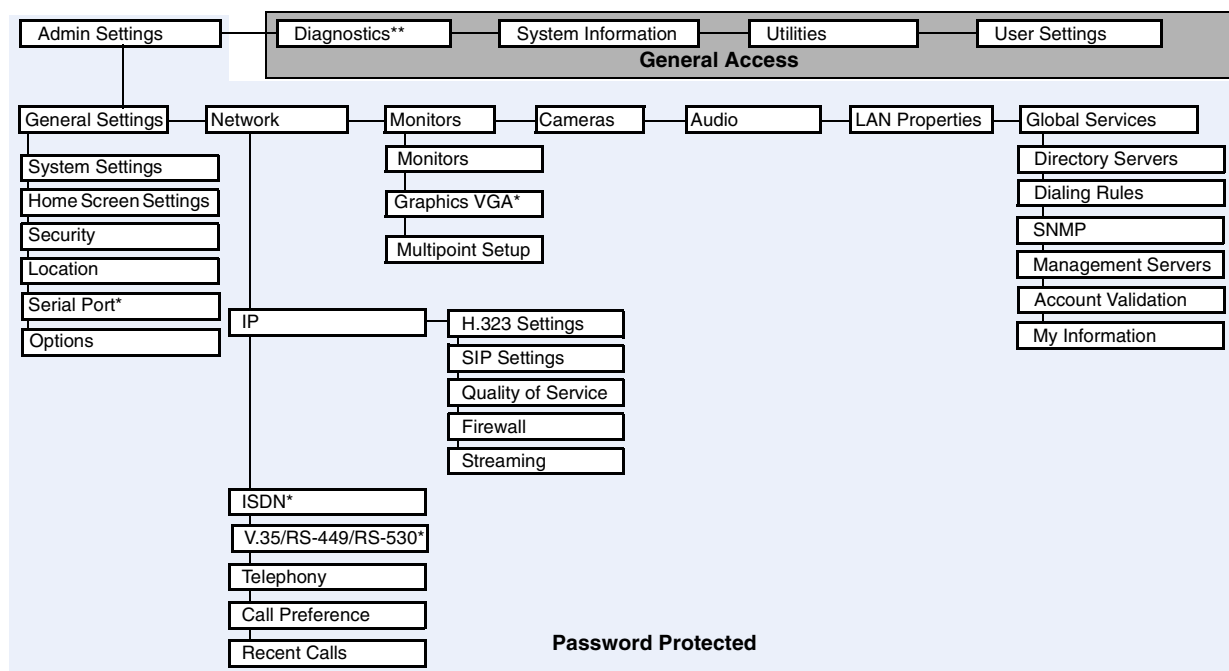 Admin Settings
Diagnostics**
System Information
Utilities
User Settings
General Access
General Settings
Network
Monitors
Cameras
Audio
LAN Properties
Global Services
System Settings
Home Screen Settings
Security
Location
Serial Port*
Options
Monitors
Graphics VGA*
Multipoint Setup
Directory Servers
Dialing Rules
SNMP
Management Servers
Account Validation
My Information
IP
H.323 Settings
SIP Settings
Quality of Service
Firewall
Streaming
ISDN*
V.35/RS-449/RS-530*
Telephony
Call Preference
Recent Calls
Password Protected